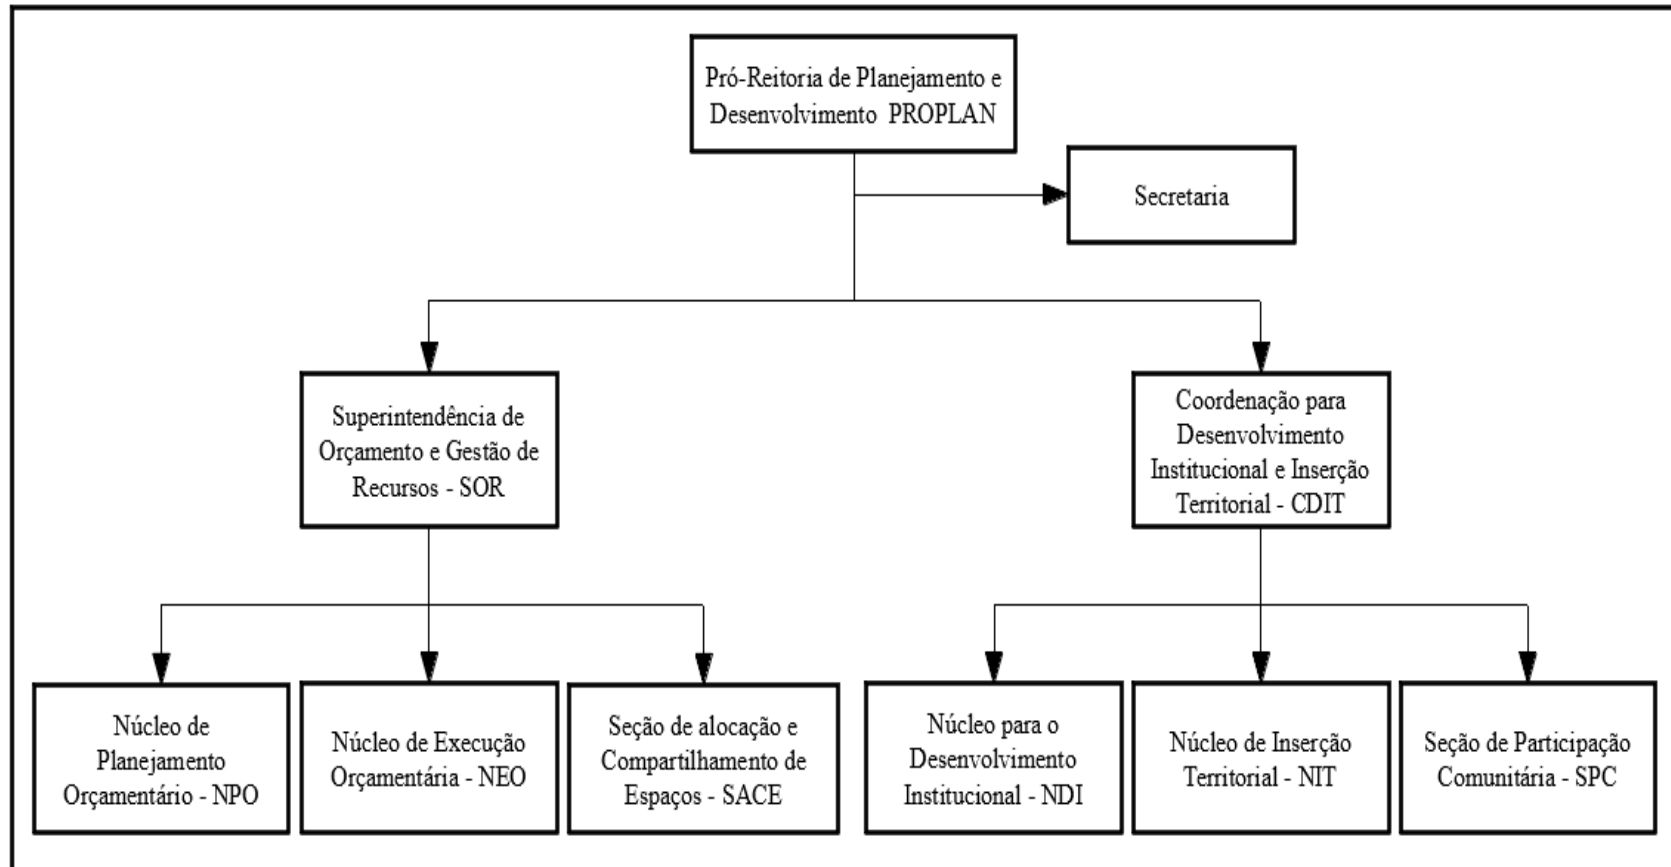 Pró-Reitoria de Planejamento e
Desenvolvimento PROPLAN
Secretaria
Superintendência de
Orçamento e Gestão de
Recursos - SOR
Coordenação para
Desenvolvimento
Institucional e Inserção
Territorial - CDIT
Núcleo de
Planejamento
Orçamentário - NPO
Núcleo de Execução
Orçamentária - NEO
Seção de alocação e
Compartilhamento de
Espaços - SACE
Núcleo para o
Desenvolvimento
Institucional - NDI
Núcleo de Inserção
Territorial - NIT
Seção de Participação
Comunitária - SPC